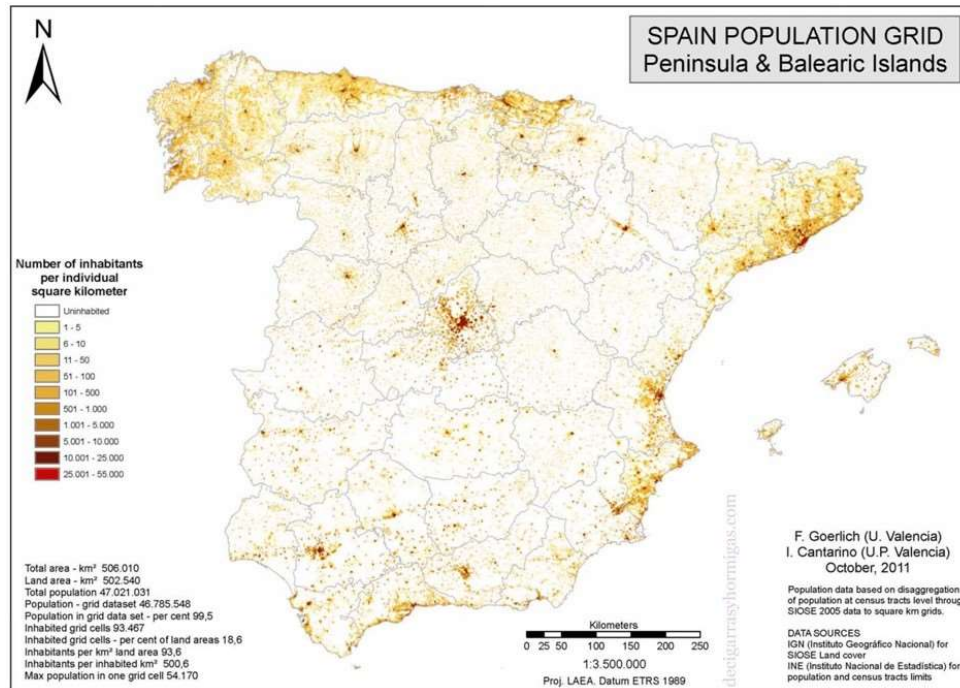 N
SPAIN POPULATION GRID
Peninsula & Balearic Islands
Number of inhabitants
per individual
square kilometer
Uninhabited
1 - 5
6 - 10
11 - 50
51 - 100
101 - 500
501 - 1.000
1.001 - 5.000
5.001 - 10.000
10.001 - 25.000
25.001 - 55.000
Total area - km² 506.010
Land area - km² 502.540
Total population 47.021.031
Population - grid dataset 46.785.548
Population in grid data set - per cent 99,5
Inhabited grid cells 93.467
Inhabited grid cells - per cent of land areas 18,6
Inhabitants per km² land area 93,6
Inhabitants per inhabited km² 500,6
Max population in one grid cell 54.170
Kilometers
0 25 50 100 150 200 250
1:3.500.000
Proj. LAEA. Datum ETRS 1989
decigarrasyhormigas.com
F. Goerlich (U. Valencia)
I. Cantarino (U.P. Valencia)
October, 2011
Population data based on disaggregation
of population at census tracts level throug
SIOSE 2005 data to square km grids.
DATA SOURCES
IGN (Instituto Geográfico Nacional) for
SIOSE Land cover
INE (Instituto Nacional de Estadística) for
population and census tracts limits